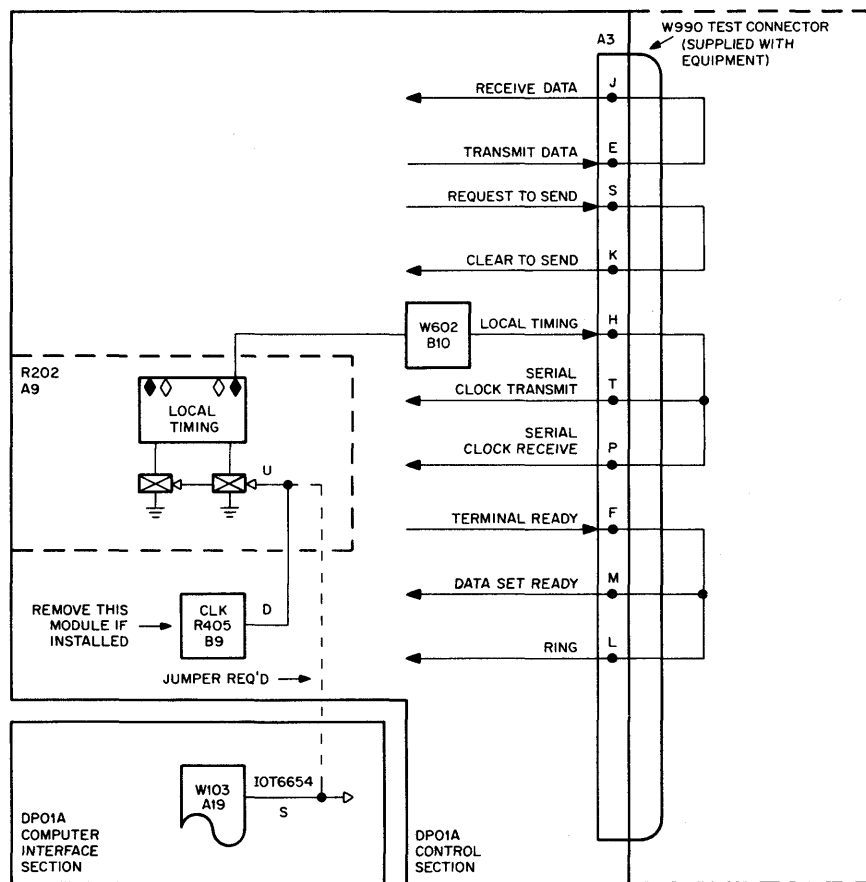 W990 TEST CONNECTOR
(SUPPLIED WITH
EQUIPMENT)
A3
RECEIVE DATA
J
TRANSMIT DATA
E
REQUEST TO SEND
S
CLEAR TO SEND
K
W602
B10
LOCAL TIMING
H
R202
A9
LOCAL
TIMING
SERIAL
CLOCK TRANSMIT
T
SERIAL
CLOCK RECEIVE
P
U
TERMINAL READY
F
REMOVE THIS
MODULE IF
INSTALLED
CLK
R405
B9
D
DATA SET READY
M
RING
L
JUMPER REQ'D
W103
A19
IOT6654
S
DP01A
COMPUTER
INTERFACE
SECTION
DP01A
CONTROL
SECTION